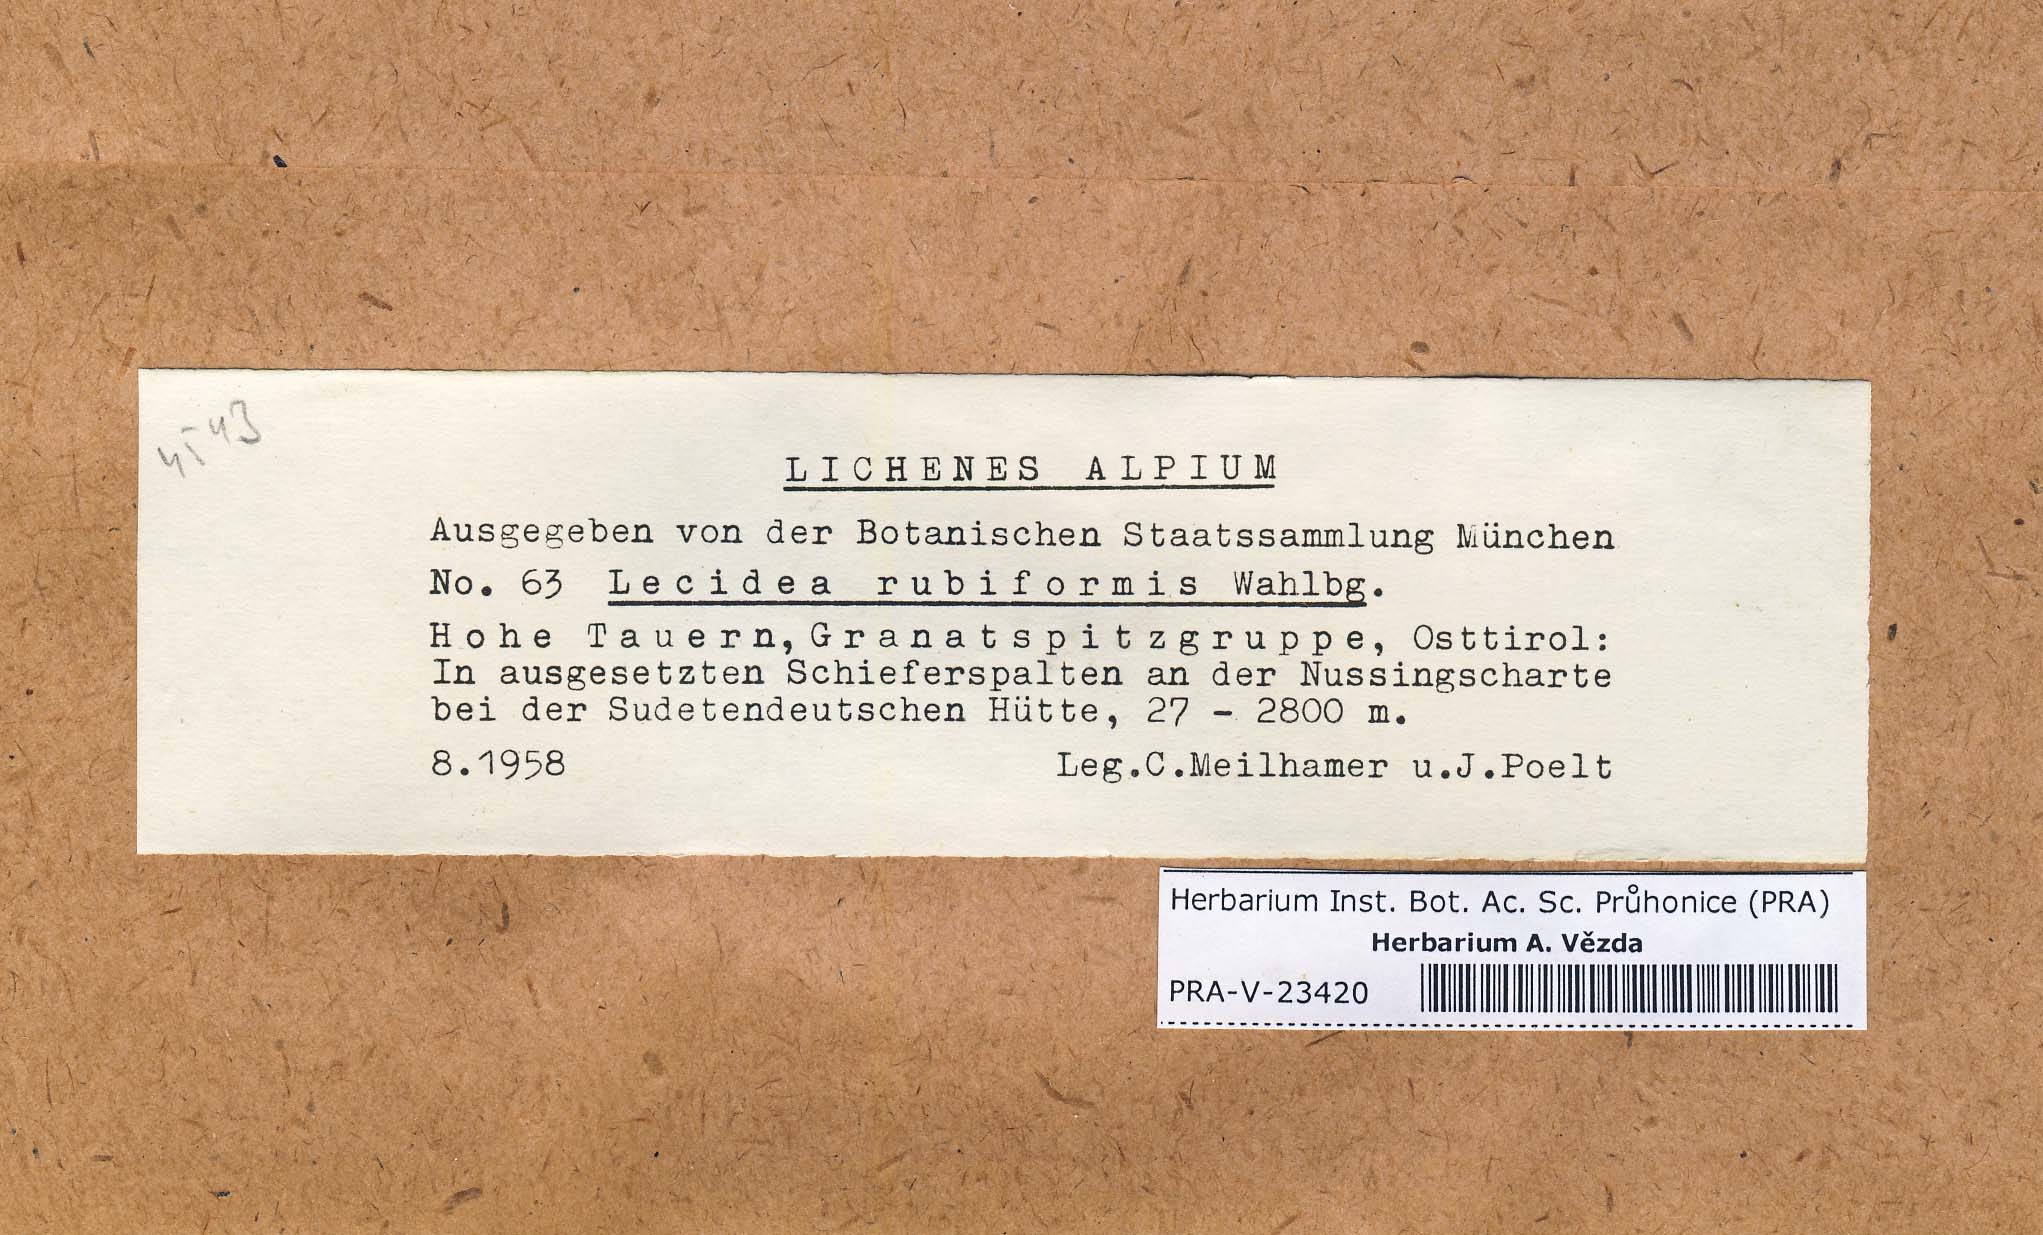 4543
LICHENES ALPIUM
Ausgegeben von der Botanischen Staatssammlung München
No. 63 Lecidea rubiformis Wahlbg.
Hohe Tauern, Granatspitzgruppe, Osttirol:
In ausgesetzten Schieferspalten an der Nussingscharte
bei der Sudetendeutschen Hütte, 27 - 2800 m.
8.1958 Leg.C.Meilhamer u.J.Poelt
Herbarium Inst. Bot. Ac. Sc. Průhonice (PRA)
Herbarium A. Vězda
PRA-V-23420